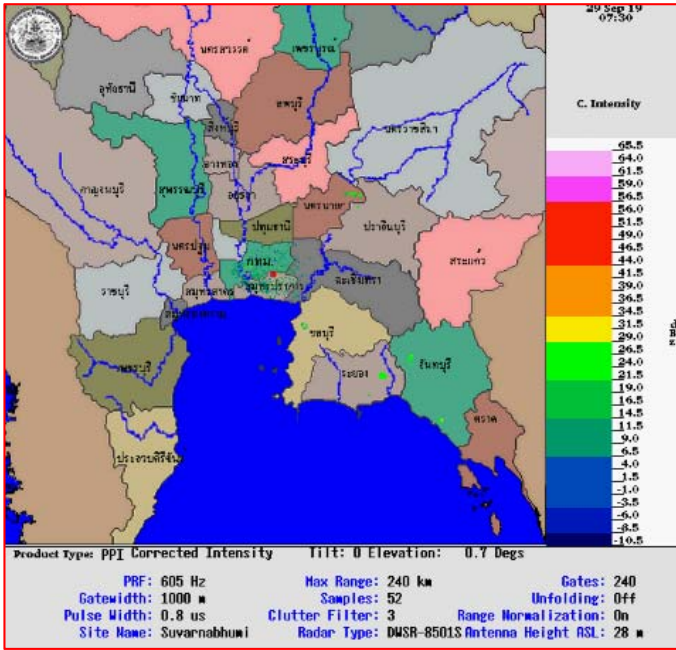 29 Sep 19
07:30
นครสวรรค์
เพชรบูรณ์
อุทัยธานี
ชัยนาท
ลพบุรี
C. Intensity
สิงห์บุรี
นครราชสีมา
อ่างทอง
สระบุรี
กาญจนบุรี
สุพรรณบุรี
อยุธยา
นครนายก
ปราจีนบุรี
ปทุมธานี
นครปฐม
กทม.
สระแก้ว
ราชบุรี
สมุทรสาคร
สมุทรปราการ
ฉะเชิงเทรา
สมุทรสงคราม
ชลบุรี
เพชรบุรี
ระยอง
จันทบุรี
ตราด
ประจวบคีรีขันธ์
65.5
64.0
61.5
59.0
56.5
56.0
51.5
49.0
46.5
44.0
41.5
39.0
36.5
34.0
31.5
29.0
26.5
24.0
21.5
19.0
16.5
14.5
11.5
9.0
6.5
4.0
1.5
-1.0
-3.5
-6.0
-8.5
-10.5
Product Type: PPI Corrected Intensity Tilt: 0 Elevation: 0.7 Degs
PRF: 605 Hz Max Range: 240 km Gates: 240
Gatewidth: 1000 m Samples: 52 Unfolding: Off
Pulse Width: 0.8 us Clutter Filter: 3 Range Normalization: On
Site Name: Suvarnabhumi Radar Type: DWSR-8501S Antenna Height ASL: 28 m